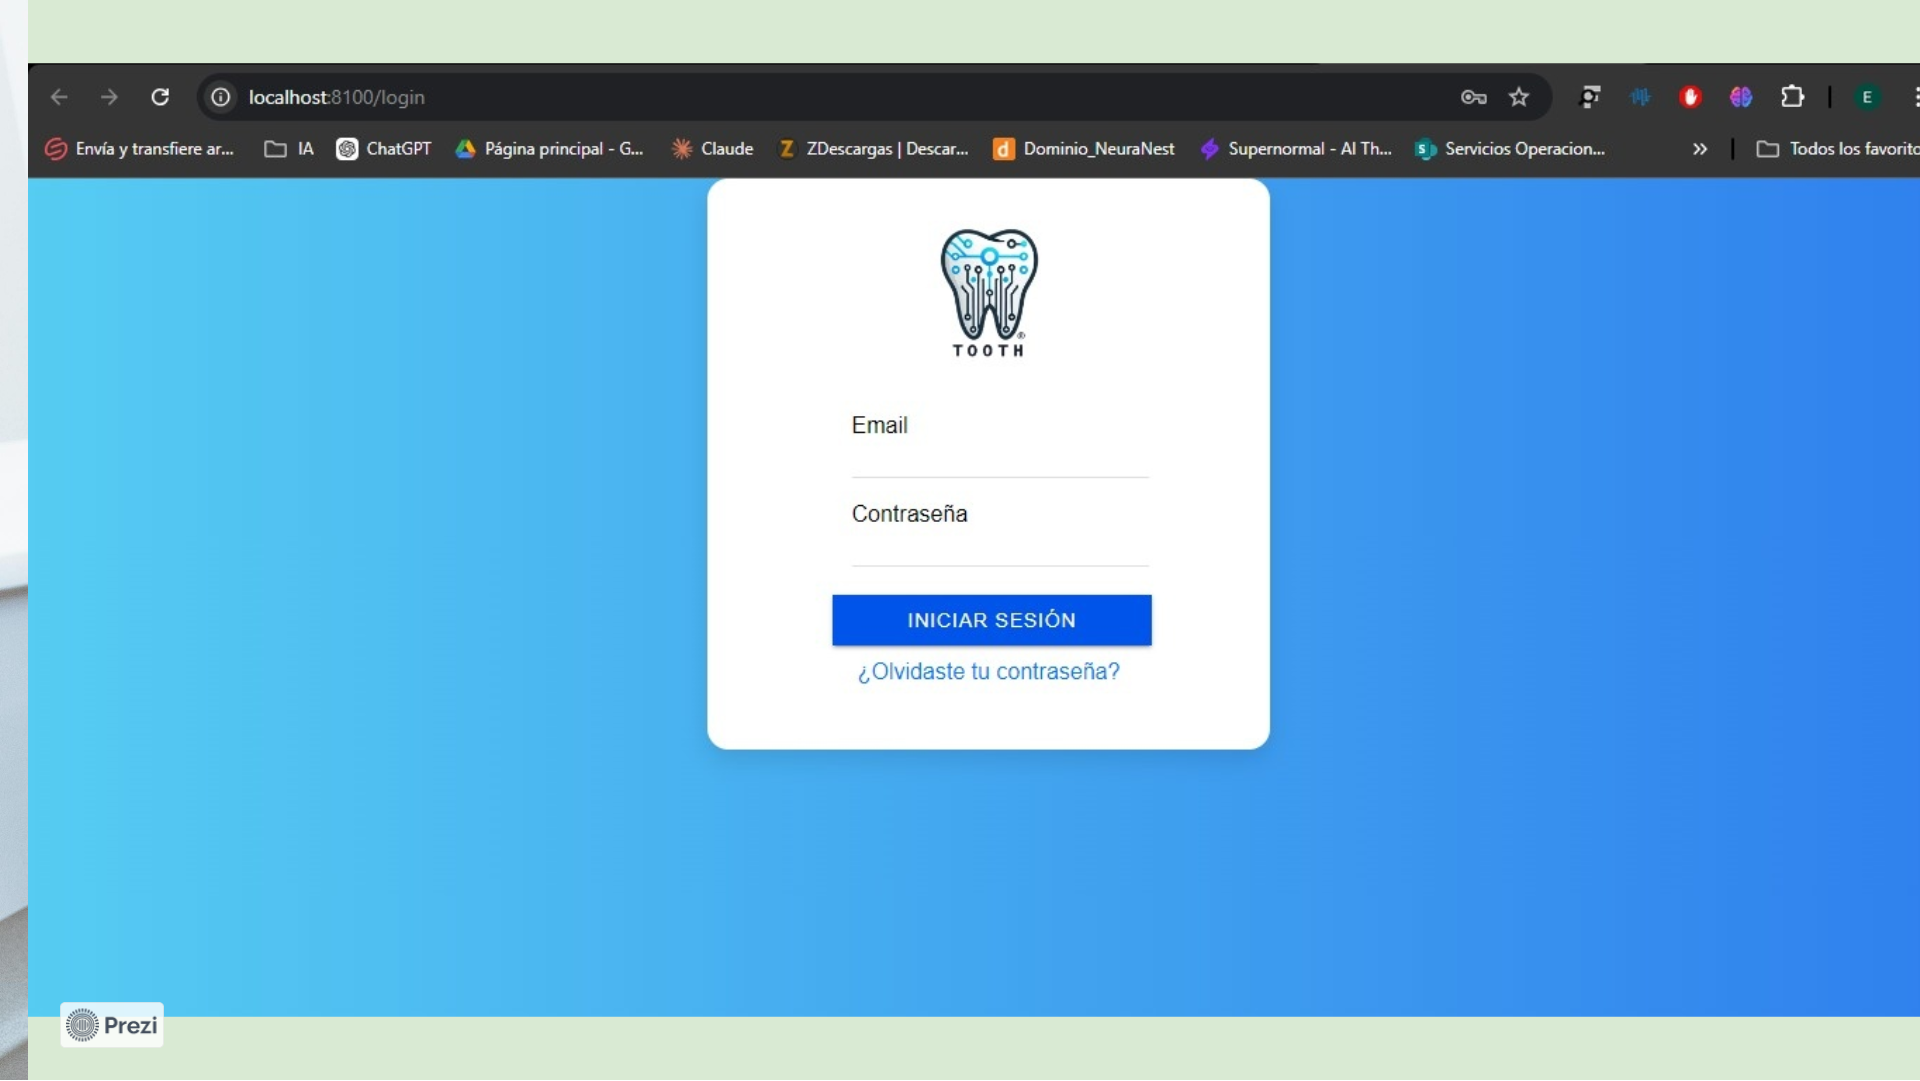 localhost:8100/login
Envía y transfiere ar... IA ChatGPT Página principal - G... Claude ZDescargas | Descar... Dominio_NeuraNest Supernormal - AI Th... Servicios Operacion... Todos los favorito
E
TOOTH
Email
Contraseña
INICIAR SESIÓN
¿Olvidaste tu contraseña?
Prezi